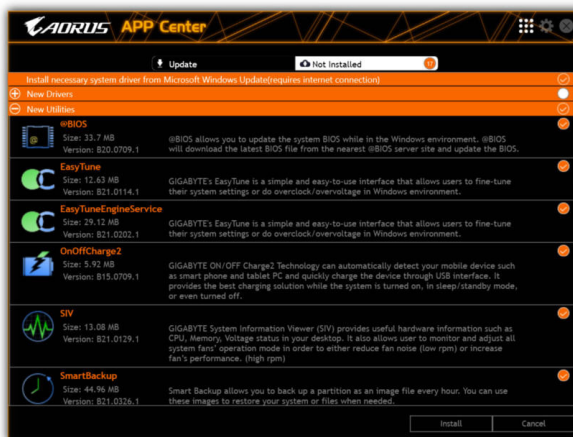 AORUS APP Center
Update
Not Installed
17
Install necessary system driver from Microsoft Windows Update(requires internet connection)
New Drivers
New Utilities
@BIOS
Size: 33.7 MB
Version: B20.0709.1
@BIOS allows you to update the system BIOS while in the Windows environment. @BIOS
will download the latest BIOS file from the nearest @BIOS server site and update the BIOS.
EasyTune
Size: 12.63 MB
Version: B21.0114.1
GIGABYTE's EasyTune is a simple and easy-to-use interface that allows users to fine-tune
their system settings or do overclock/overvoltage in Windows environment.
EasyTuneEngineService
Size: 29.12 MB
Version: B21.0202.1
GIGABYTE's EasyTune is a simple and easy-to-use interface that allows users to fine-tune
their system settings or do overclock/overvoltage in Windows environment.
OnOffCharge2
Size: 5.92 MB
Version: B15.0709.1
GIGABYTE ON/OFF Charge2 Technology can automatically detect your mobile device such
as smart phone and tablet PC and quickly charge the device through USB interface. It
provides the best charging solution while the system is turned on, in sleep/standby mode,
or even turned off.
SIV
Size: 13.08 MB
Version: B21.0129.1
GIGABYTE System Information Viewer (SIV) provides useful hardware information such as
CPU, Memory, Voltage status in your desktop. It also allows user to monitor and adjust all
system fans' operation mode in order to either reduce fan noise (low rpm) or increase
fan's performance. (high rpm)
SmartBackup
Size: 44.96 MB
Version: B21.0326.1
Smart Backup allows you to back up a partition as an image file every hour. You can use
these images to restore your system or files when needed.
Install
Cancel